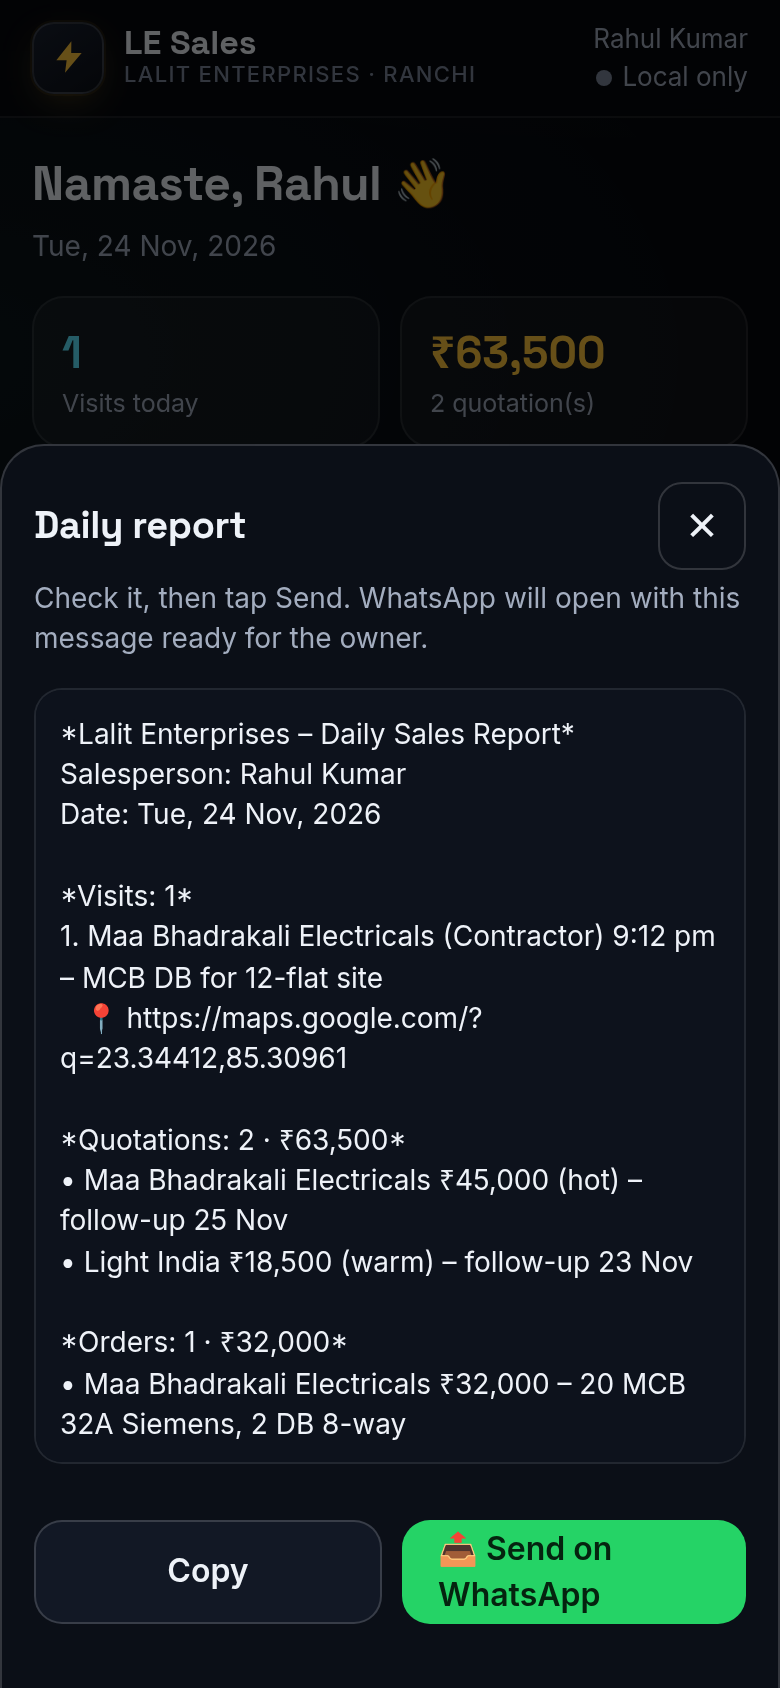 LE Sales
LALIT ENTERPRISES · RANCHI
Rahul Kumar
Local only
Namaste, Rahul 👋
Tue, 24 Nov, 2026
1
Visits today
₹63,500
2 quotation(s)
Daily report
✕
Check it, then tap Send. WhatsApp will open with this
message ready for the owner.
*Lalit Enterprises – Daily Sales Report*
Salesperson: Rahul Kumar
Date: Tue, 24 Nov, 2026
*Visits: 1*
1. Maa Bhadrakali Electricals (Contractor) 9:12 pm
– MCB DB for 12-flat site
📍 https://maps.google.com/?
q=23.34412,85.30961
*Quotations: 2 · ₹63,500*
• Maa Bhadrakali Electricals ₹45,000 (hot) –
follow-up 25 Nov
• Light India ₹18,500 (warm) – follow-up 23 Nov
*Orders: 1 · ₹32,000*
• Maa Bhadrakali Electricals ₹32,000 – 20 MCB
32A Siemens, 2 DB 8-way
Copy
📤 Send on
WhatsApp